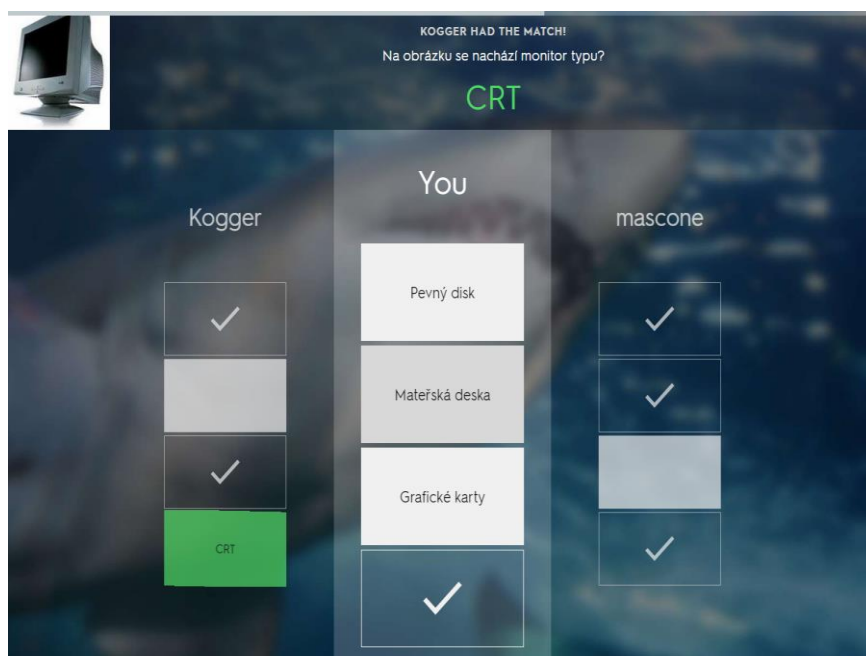 KOGGER HAD THE MATCH!
Na obrázku se nachází monitor typu?
CRT
You
Kogger
mascone
Pevný disk
Mateřská deska
Grafické karty
CRT